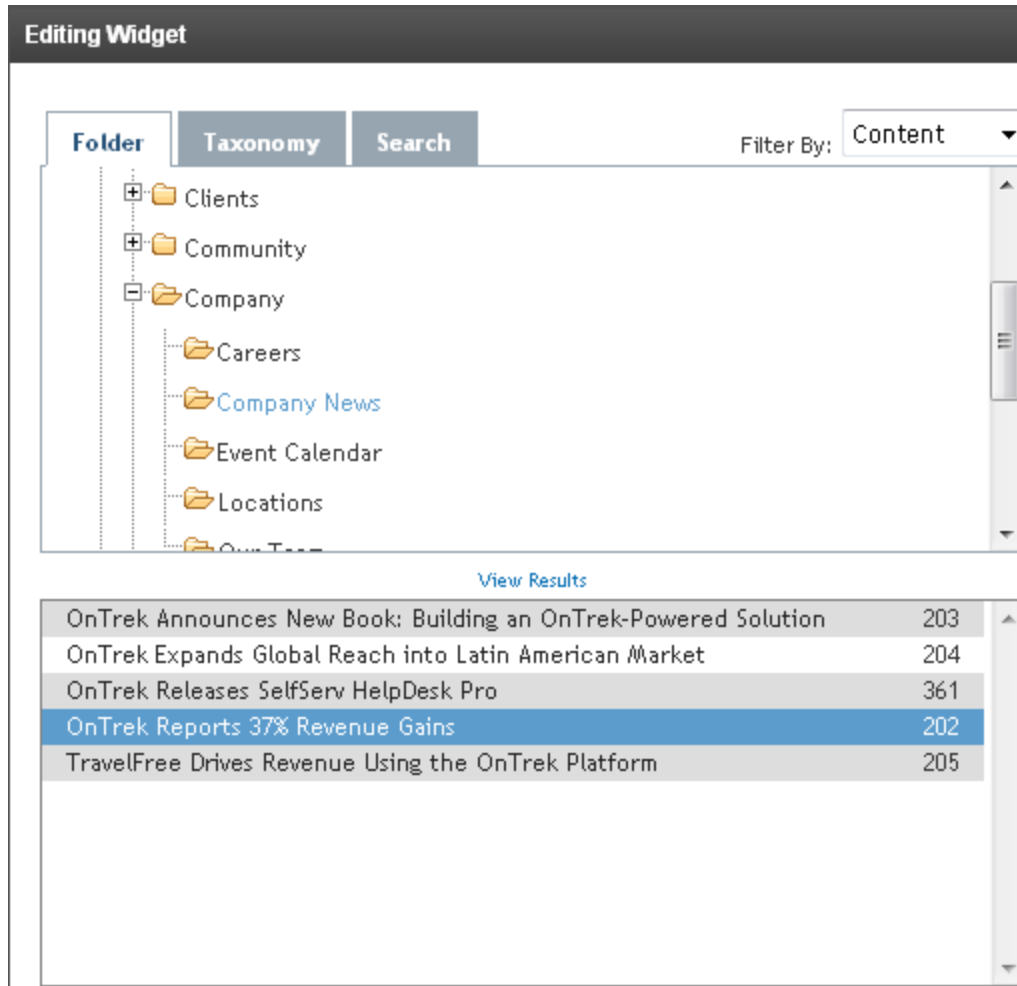 Editing Widget
Folder Taxonomy Search Filter By: Content
Clients
Community
Company
Careers
Company News
Event Calendar
Locations
Our Team
View Results
OnTrek Announces New Book: Building an OnTrek-Powered Solution 203
OnTrek Expands Global Reach into Latin American Market 204
OnTrek Releases SelfServ HelpDesk Pro 361
OnTrek Reports 37% Revenue Gains 202
TravelFree Drives Revenue Using the OnTrek Platform 205